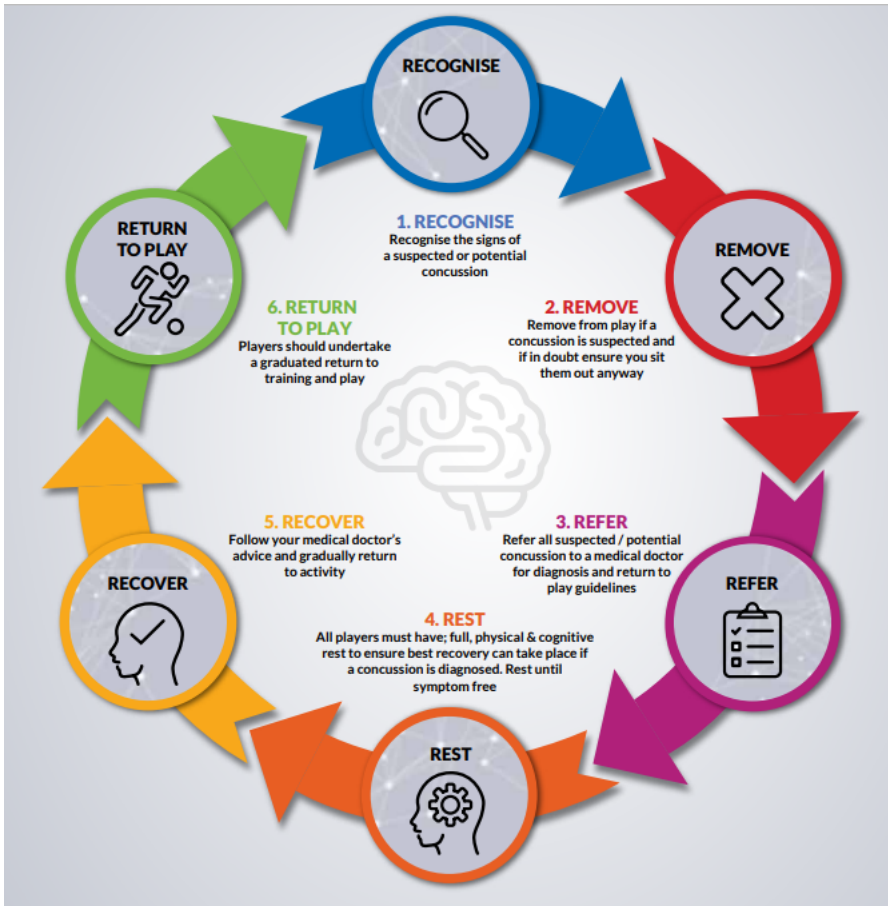 RECOGNISE
1. RECOGNISE
Recognise the signs of
a suspected or potential
concussion
REMOVE
2. REMOVE
Remove from play if a
concussion is suspected and
if in doubt ensure you sit
them out anyway
REFER
3. REFER
Refer all suspected / potential
concussion to a medical doctor
for diagnosis and return to
play guidelines
REST
4. REST
All players must have; full, physical & cognitive
rest to ensure best recovery can take place if
a concussion is diagnosed. Rest until
symptom free
RECOVER
5. RECOVER
Follow your medical doctor's
advice and gradually return
to activity
RETURN
TO PLAY
6. RETURN
TO PLAY
Players should undertake
a graduated return to
training and play